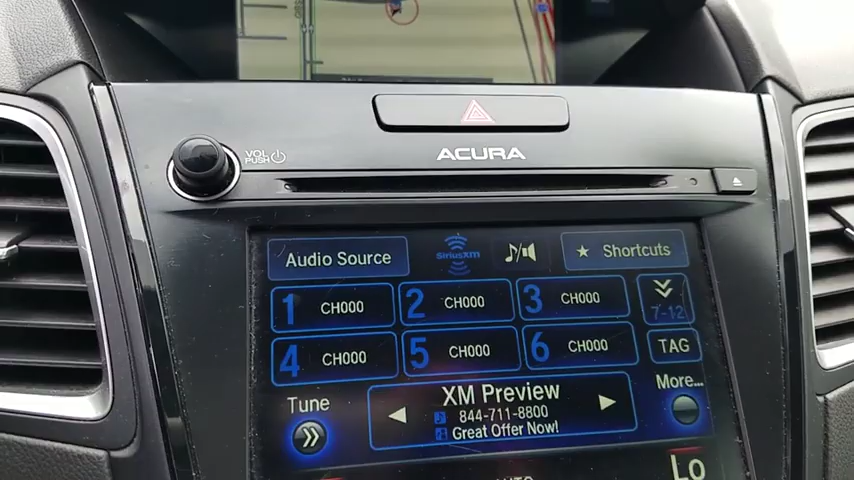 VOL
PUSH
ACURA
Audio Source
SiriusXM
Shortcuts
1 CH000
2 CH000
3 CH000
7-12
4 CH000
5 CH000
6 CH000
TAG
XM Preview
Tune
844-711-8800
More...
Great Offer Now!
AUTO
Lo